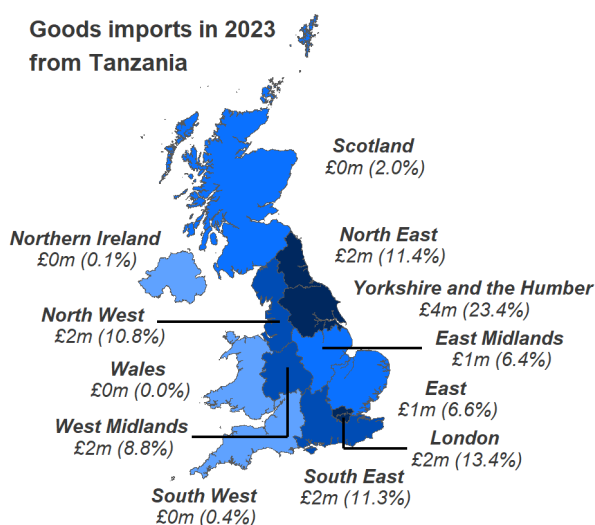 Goods imports in 2023
from Tanzania
Scotland
£0m (2.0%)
Northern Ireland
£0m (0.1%)
North East
£2m (11.4%)
Yorkshire and the Humber
£4m (23.4%)
North West
£2m (10.8%)
East Midlands
£1m (6.4%)
Wales
£0m (0.0%)
East
£1m (6.6%)
West Midlands
£2m (8.8%)
London
£2m (13.4%)
South East
£2m (11.3%)
South West
£0m (0.4%)